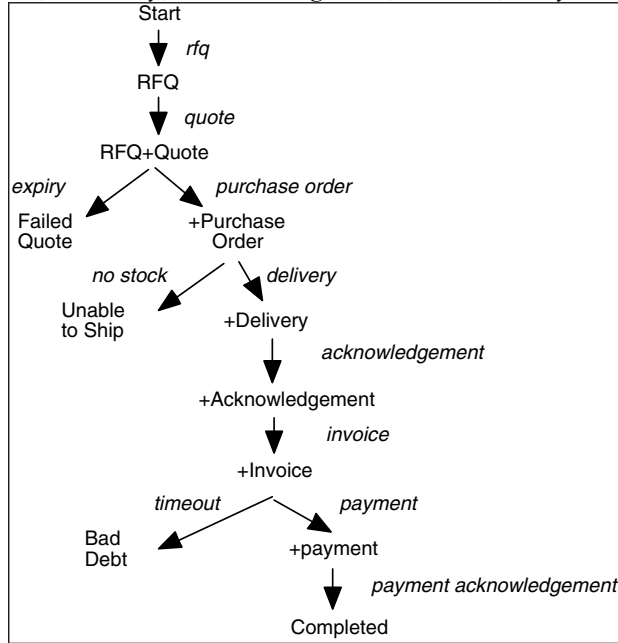 Start
rfq
RFQ
quote
RFQ+Quote
expiry
purchase order
Failed
Quote
+Purchase
Order
no stock
delivery
Unable
to Ship
+Delivery
acknowledgement
+Acknowledgement
invoice
+Invoice
timeout
payment
Bad
Debt
+payment
payment acknowledgement
Completed